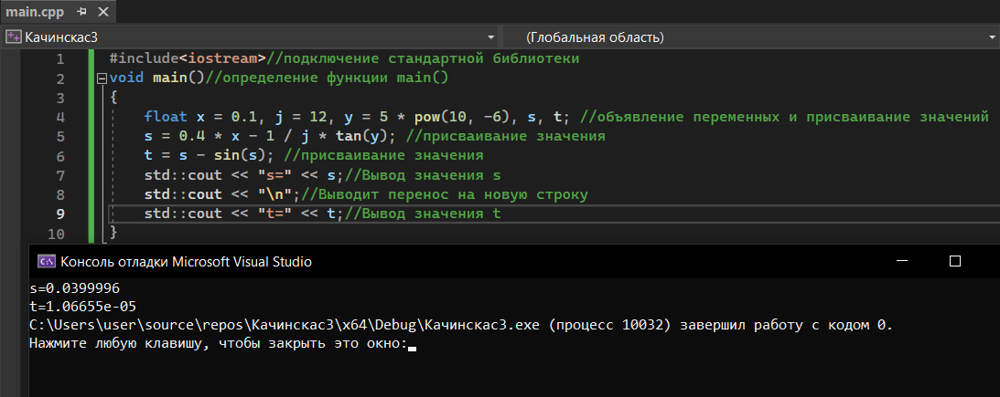 main.cpp
Качинскас3 (Глобальная область)
1 #include<iostream>//подключение стандартной библиотеки
2 void main()//определение функции main()
3 {
4 float x = 0.1, j = 12, y = 5 * pow(10, -6), s, t; //объявление переменных и присваивание значений
5 s = 0.4 * x - 1 / j * tan(y); //присваивание значения
6 t = s - sin(s); //присваивание значения
7 std::cout << "s=" << s;//Вывод значения s
8 std::cout << "\n";//Выводит перенос на новую строку
9 std::cout << "t=" << t;//Вывод значения t
10 }
C:\ Консоль отладки Microsoft Visual Studio
s=0.0399996
t=1.06655e-05
C:\Users\user\source\repos\Качинскас3\x64\Debug\Качинскас3.exe (процесс 10032) завершил работу с кодом 0.
Нажмите любую клавишу, чтобы закрыть это окно: